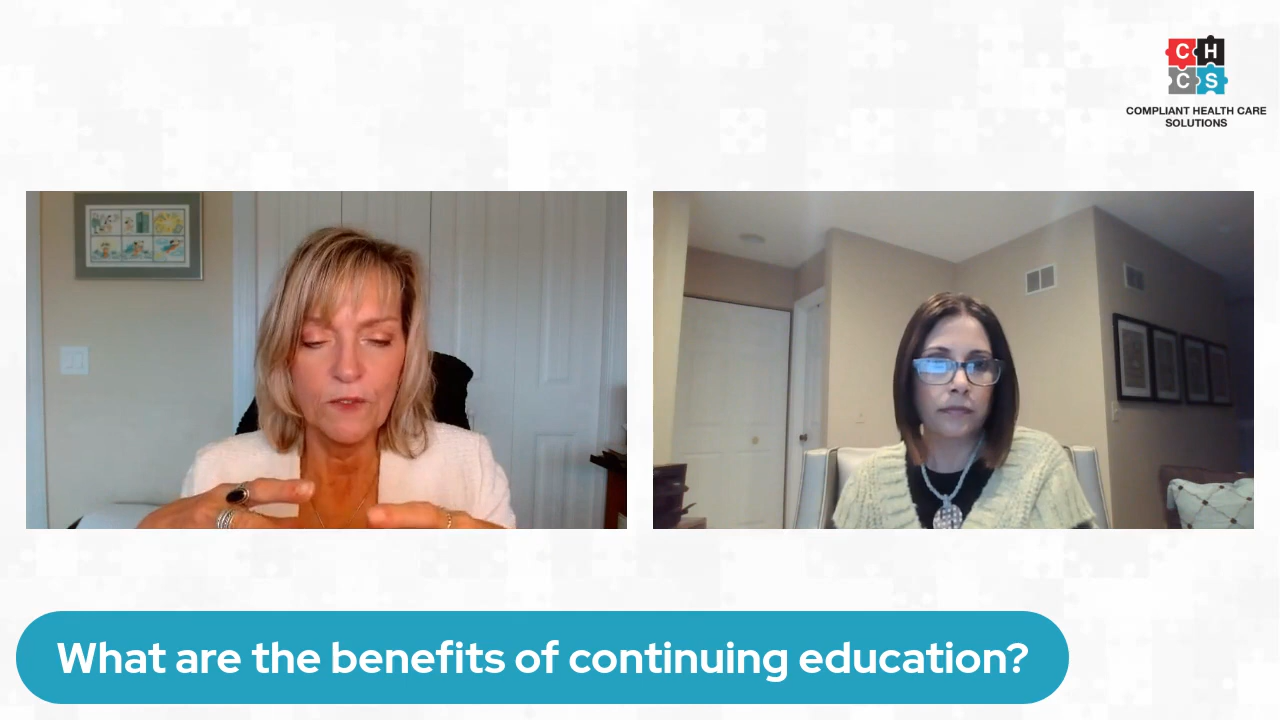 C H
C S
COMPLIANT HEALTH CARE
SOLUTIONS
What are the benefits of continuing education?